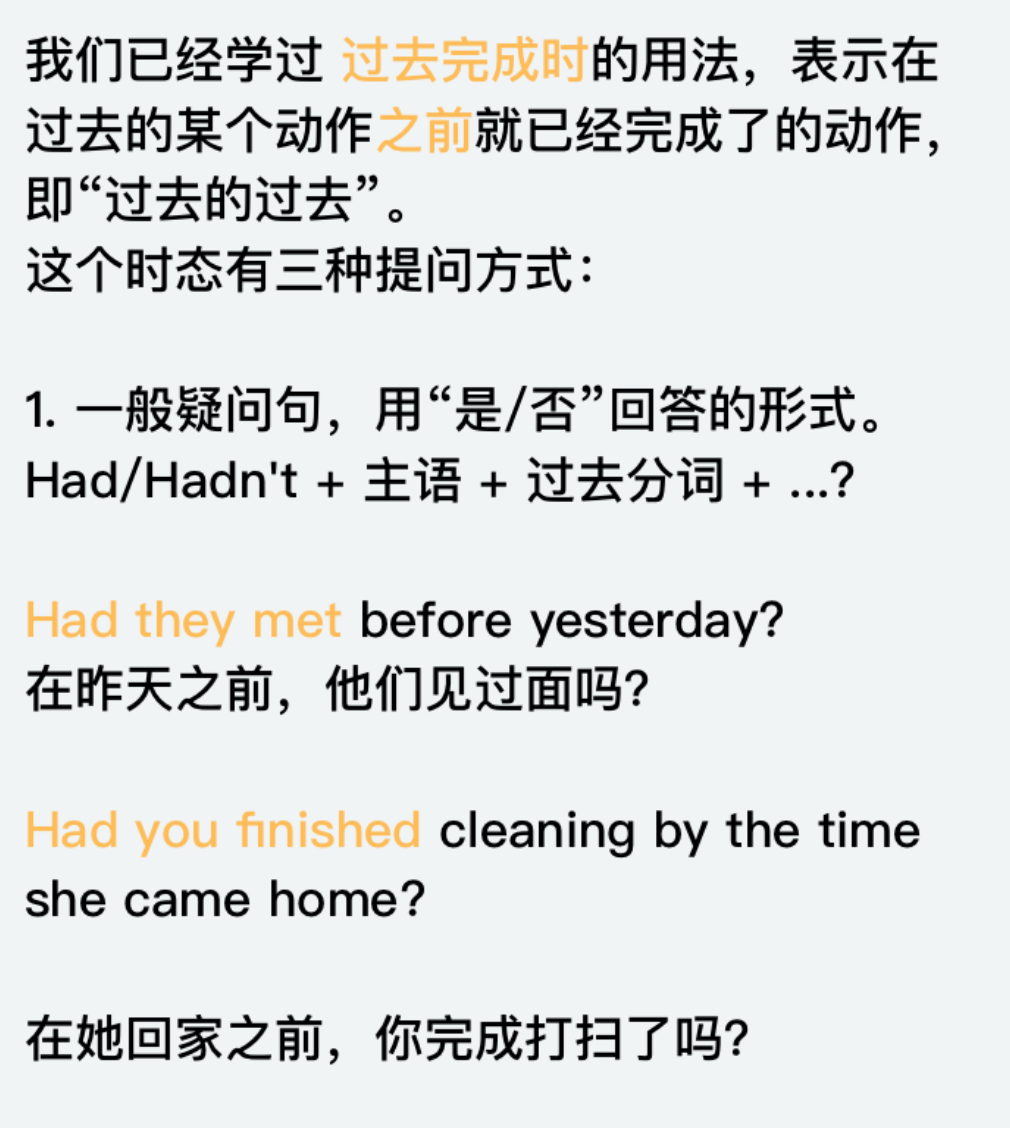 我们已经学过 过去完成时的用法，表示在
过去的某个动作之前就已经完成了的动作，
即“过去的过去”。
这个时态有三种提问方式：
1. 一般疑问句，用“是/否”回答的形式。
Had/Hadn't + 主语 + 过去分词 + ...?
Had they met before yesterday?
在昨天之前，他们见过面吗？
Had you finished cleaning by the time
she came home?
在她回家之前，你完成打扫了吗？